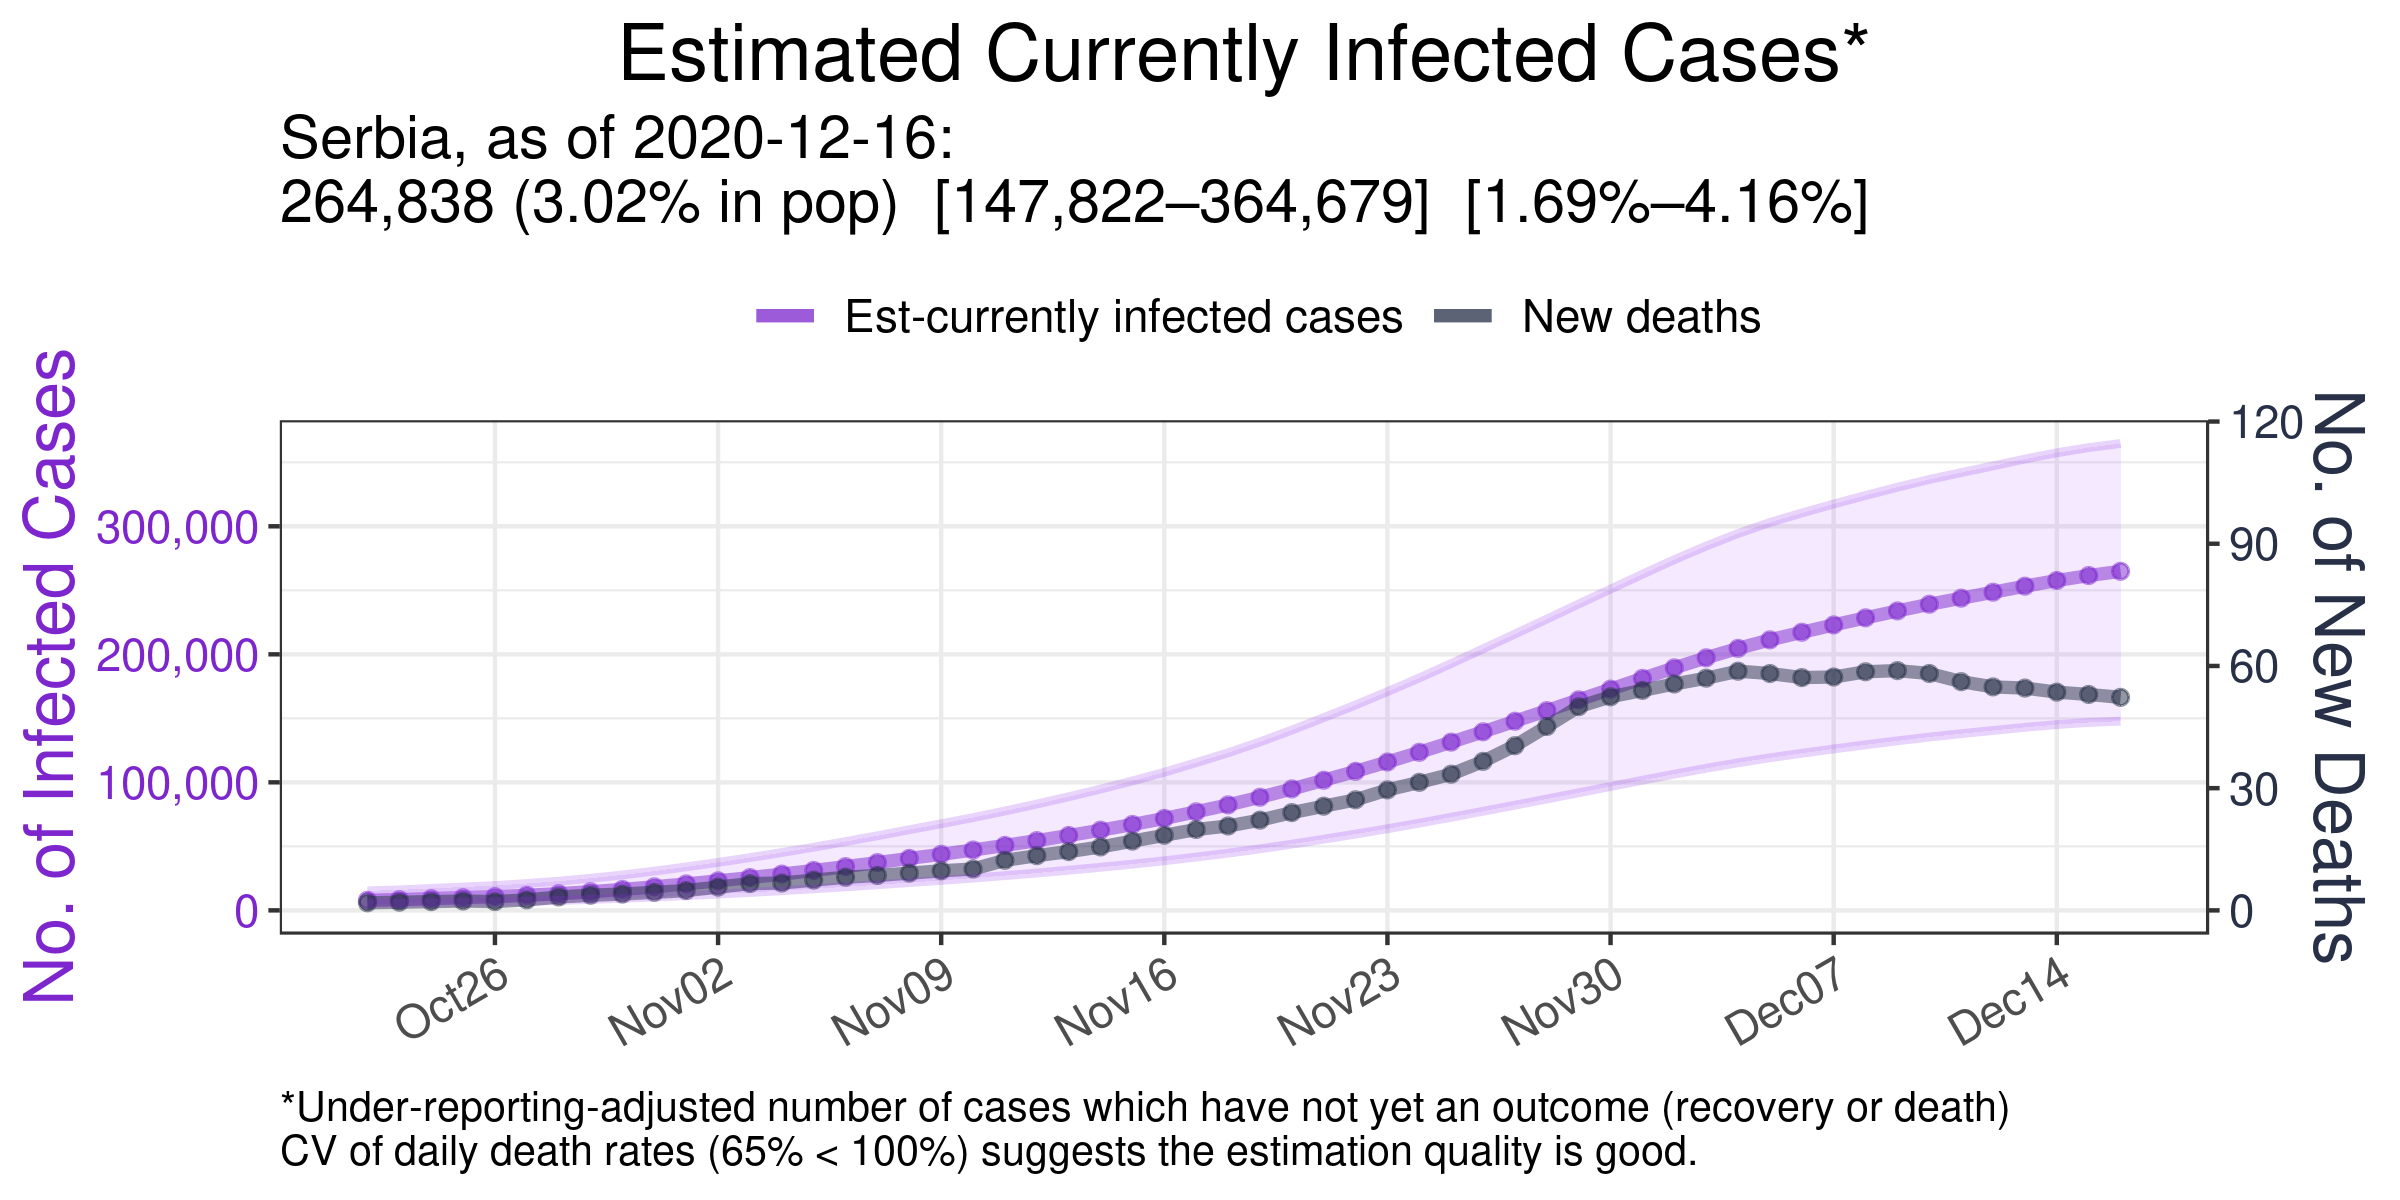 Estimated Currently Infected Cases*
Serbia, as of 2020-12-16:
264,838 (3.02% in pop)  [147,822–364,679]  [1.69%–4.16%]
Est-currently infected cases
New deaths
No. of Infected Cases
300,000
200,000
100,000
0
120
90
60
30
0
No. of New Deaths
Oct26
Nov02
Nov09
Nov16
Nov23
Nov30
Dec07
Dec14
*Under-reporting-adjusted number of cases which have not yet an outcome (recovery or death)
CV of daily death rates (65% < 100%) suggests the estimation quality is good.